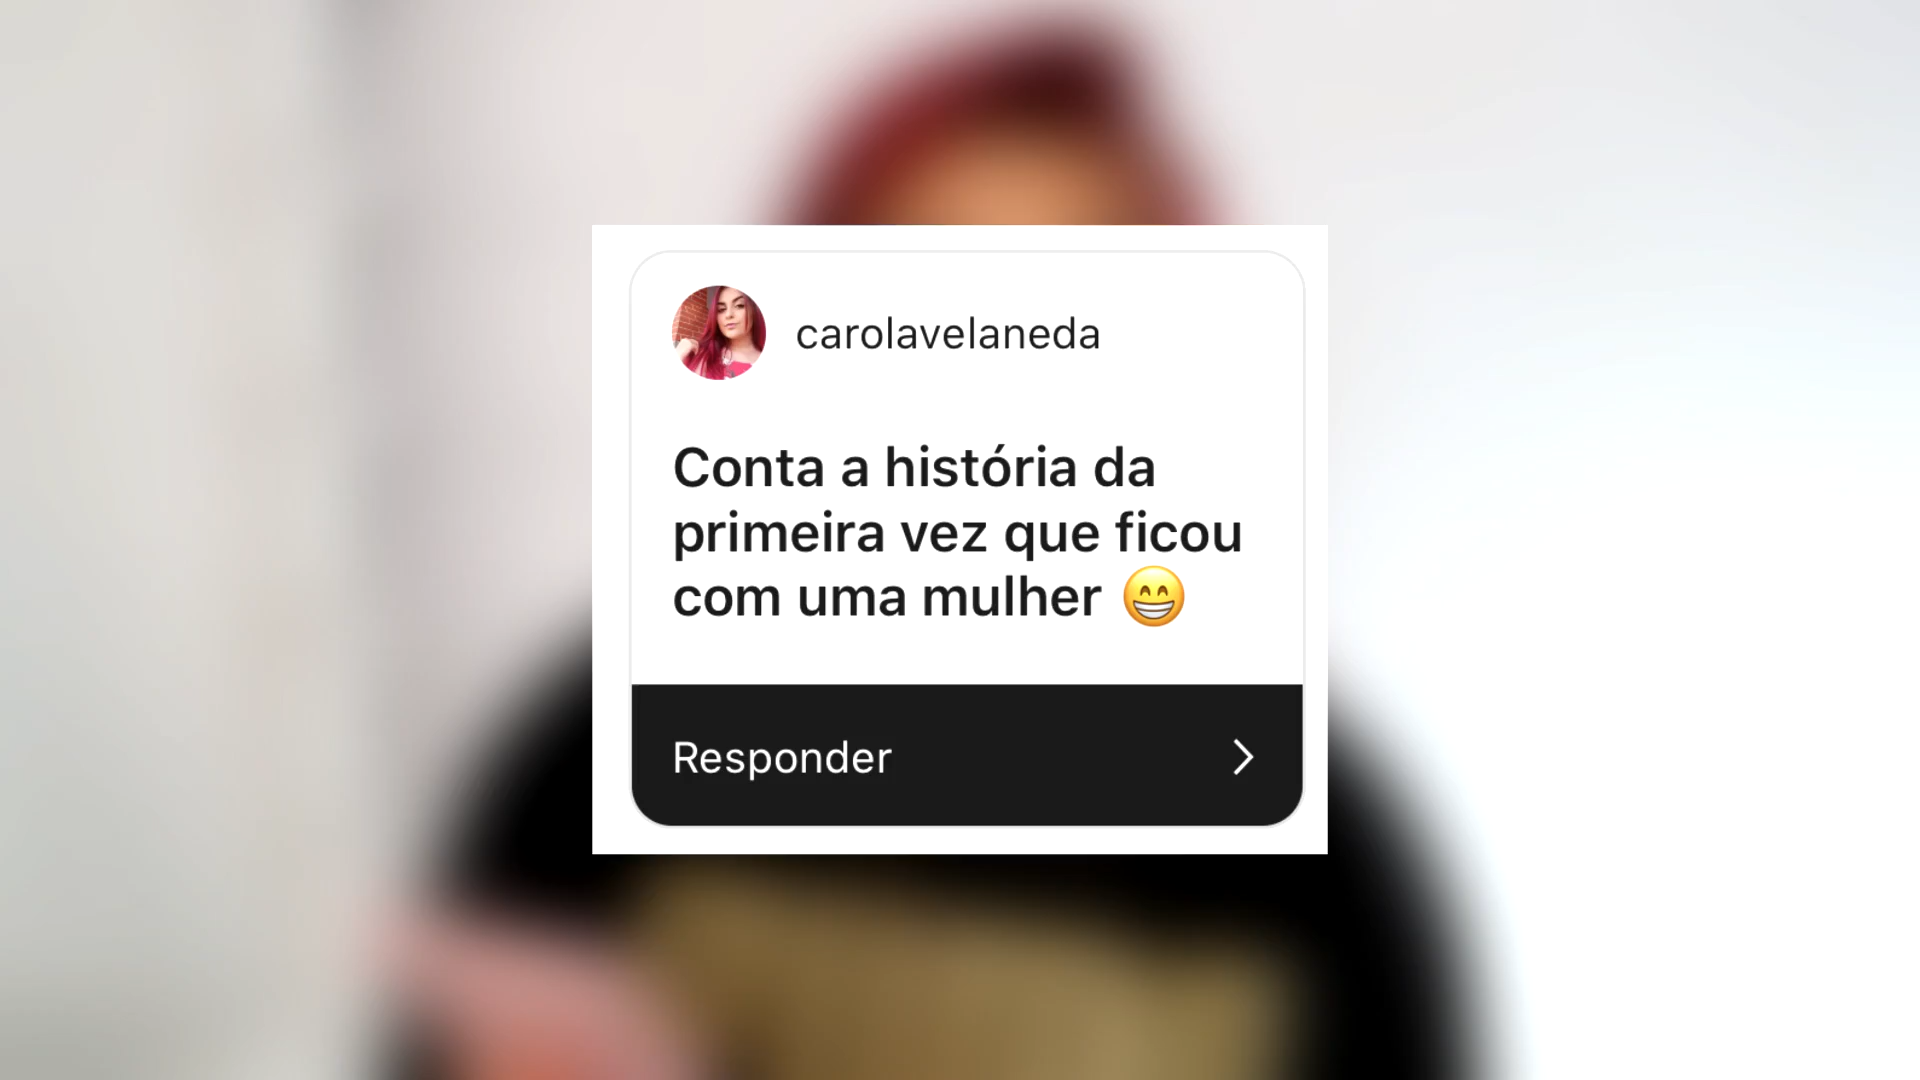 carolavelaneda
Conta a história da
primeira vez que ficou
com uma mulher 😁
Responder